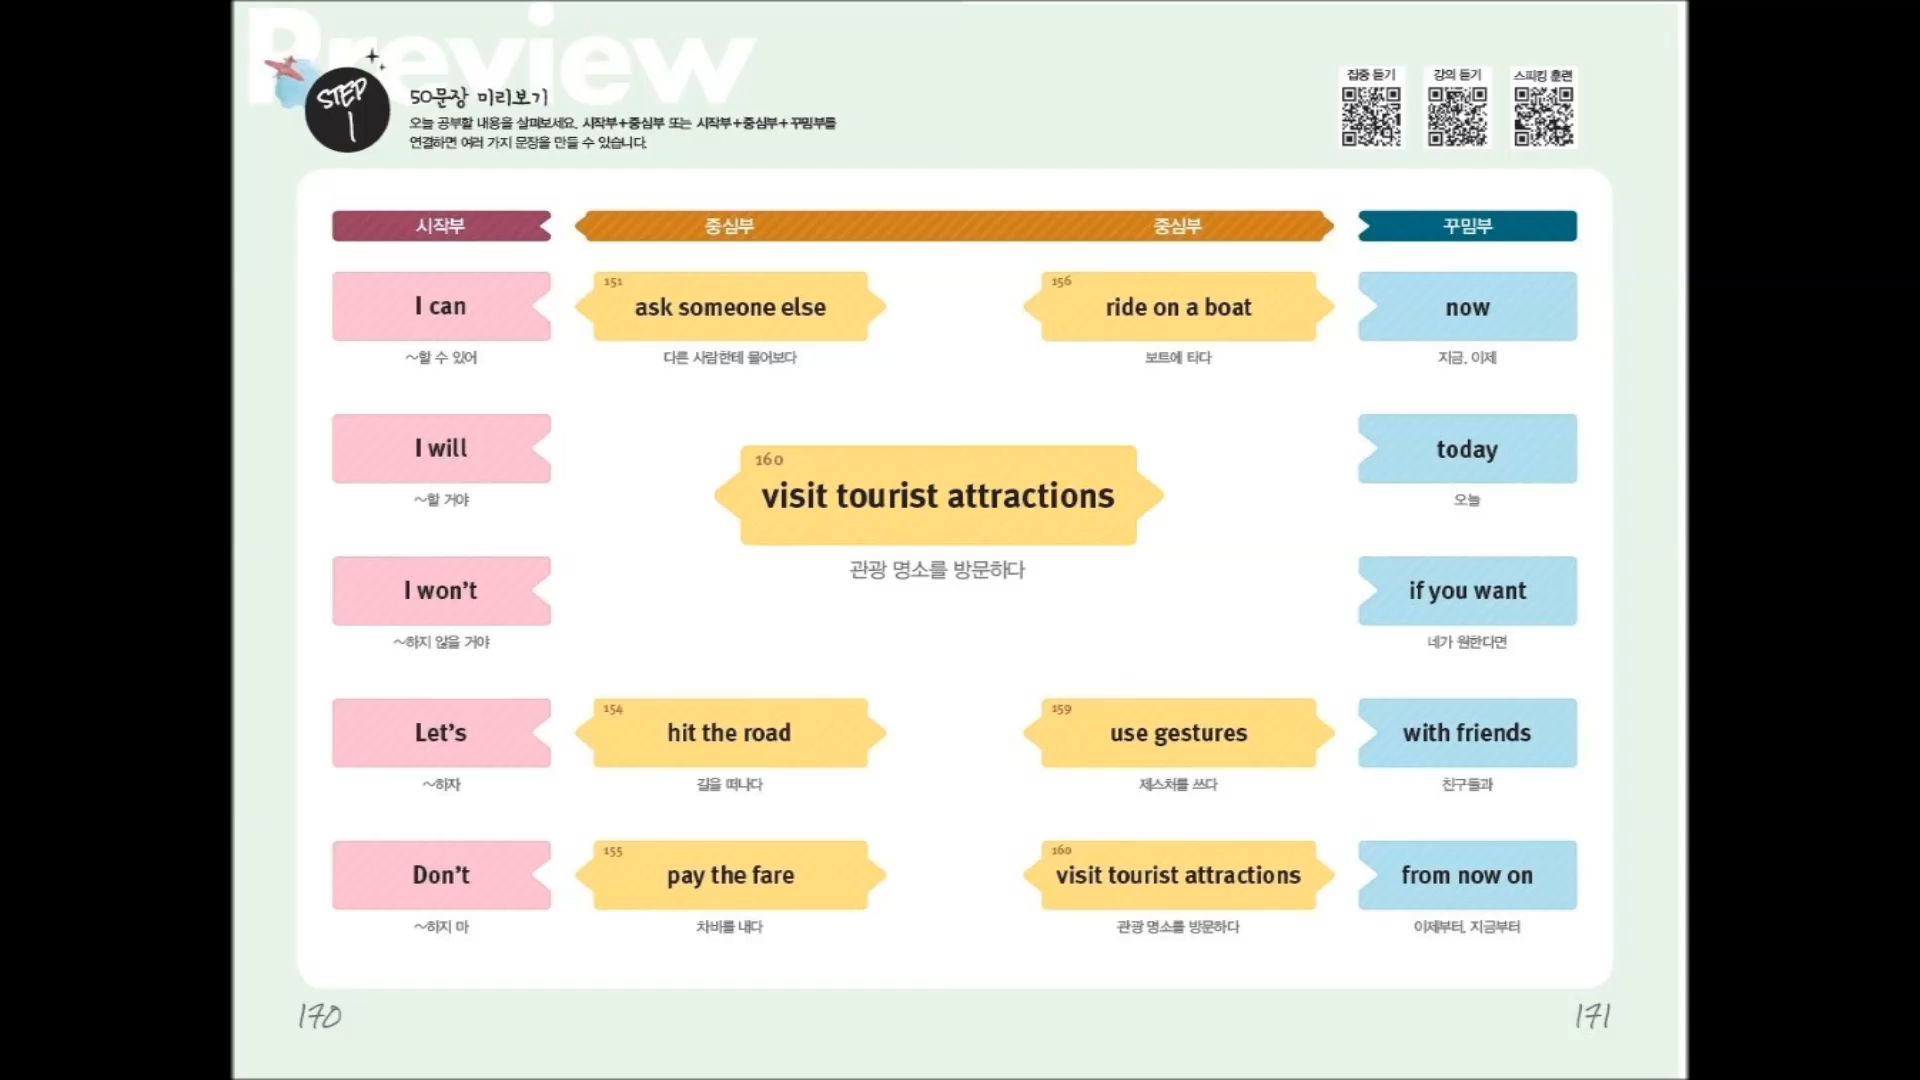 Preview
STEP 1
50문장 미리보기
오늘 공부할 내용을 살펴보세요. 시작부+중심부 또는 시작부+중심부+꾸밈부를
연결하면 여러 가지 문장을 만들 수 있습니다.
집중 듣기 강의 듣기 스피킹 훈련
시작부 중심부 중심부 꾸밈부
I can 151 ask someone else 156 ride on a boat now
~할 수 있어 다른 사람한테 물어보다 보트에 타다 지금, 이제
I will today
~할 거야 오늘
160
visit tourist attractions
관광 명소를 방문하다
I won't if you want
~하지 않을 거야 네가 원한다면
Let's 154 hit the road 159 use gestures with friends
~하자 길을 떠나다 제스처를 쓰다 친구들과
Don't 155 pay the fare 160 visit tourist attractions from now on
~하지 마 차비를 내다 관광 명소를 방문하다 이제부터, 지금부터
170 171